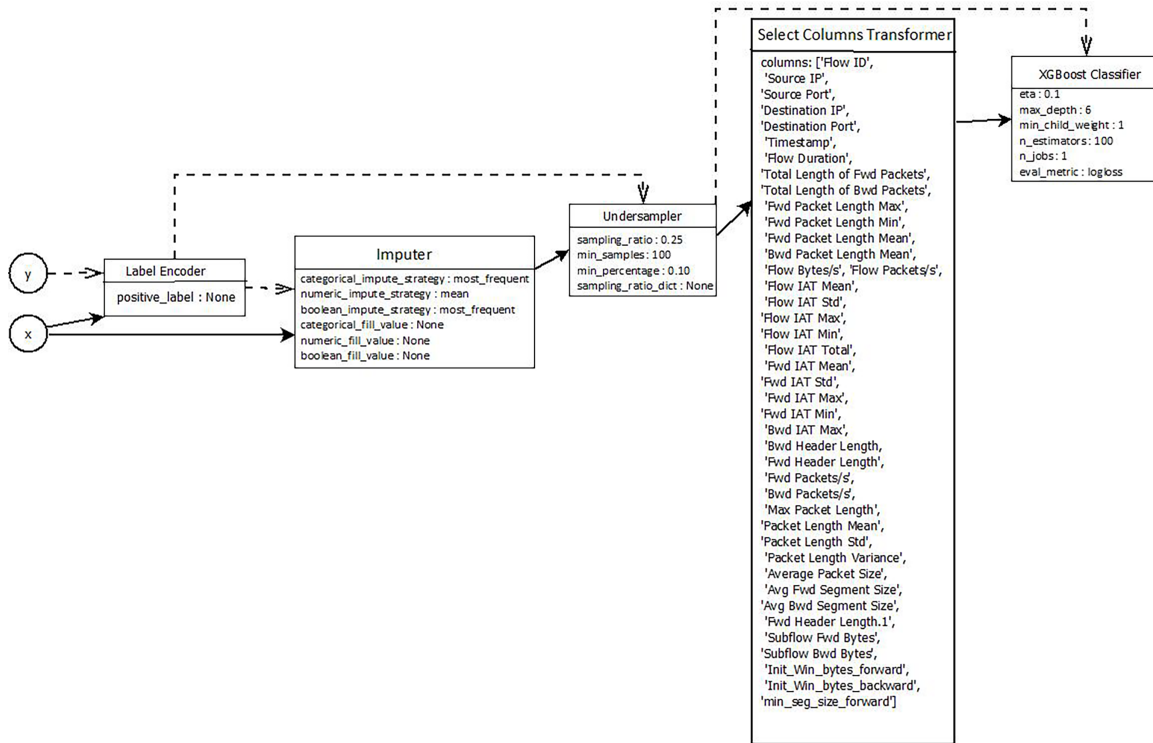 y
x
Label Encoder
positive_label : None
Imputer
categorical_impute_strategy : most_frequent
numeric_impute_strategy : mean
boolean_impute_strategy : most_frequent
categorical_fill_value : None
numeric_fill_value : None
boolean_fill_value : None
Undersampler
sampling_ratio : 0.25
min_samples : 100
min_percentage : 0.10
sampling_ratio_dict : None
Select Columns Transformer
columns: ['Flow ID',
'Source IP',
'Source Port',
'Destination IP',
'Destination Port',
'Timestamp',
'Flow Duration',
'Total Length of Fwd Packets',
'Total Length of Bwd Packets',
'Fwd Packet Length Max',
'Fwd Packet Length Min',
'Fwd Packet Length Mean',
'Bwd Packet Length Mean',
'Flow Bytes/s', 'Flow Packets/s',
'Flow IAT Mean',
'Flow IAT Std',
'Flow IAT Max',
'Flow IAT Min',
'Flow IAT Total',
'Fwd IAT Mean',
'Fwd IAT Std',
'Fwd IAT Max',
'Fwd IAT Min',
'Bwd IAT Max',
'Bwd Header Length,
'Fwd Header Length',
'Fwd Packets/s',
'Bwd Packets/s',
'Max Packet Length',
'Packet Length Mean',
'Packet Length Std',
'Packet Length Variance',
'Average Packet Size',
'Avg Fwd Segment Size',
'Avg Bwd Segment Size',
'Fwd Header Length.1',
'Subflow Fwd Bytes',
'Subflow Bwd Bytes',
'Init_Win_bytes_forward',
'Init_Win_bytes_backward',
'min_seg_size_forward']
XGBoost Classifier
eta : 0.1
max_depth : 6
min_child_weight : 1
n_estimators : 100
n_jobs : 1
eval_metric : logloss